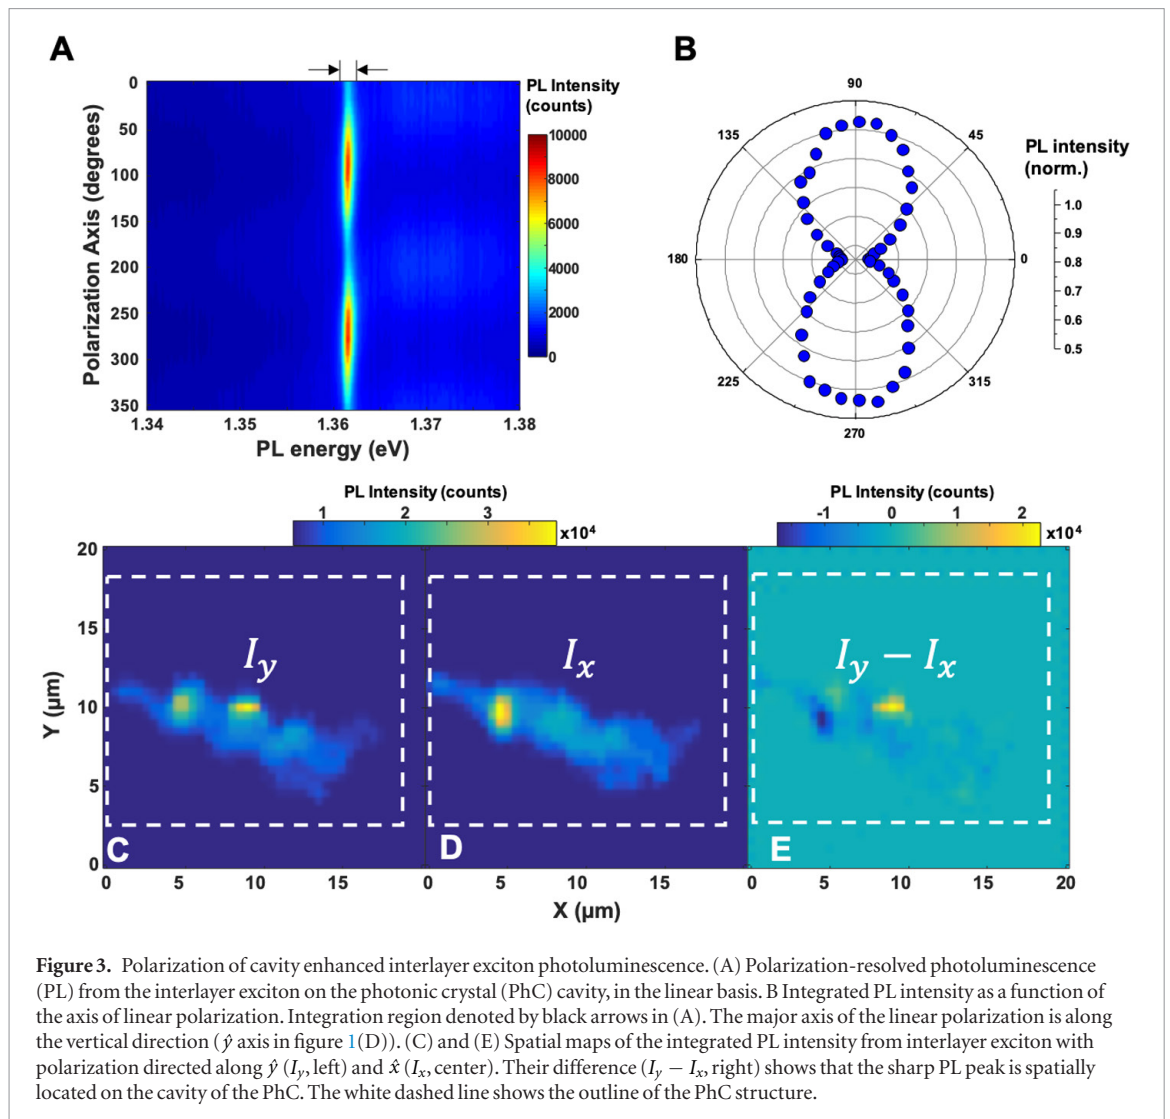 A
B
PL Intensity
(counts)
10000
8000
6000
4000
2000
0
Polarization Axis (degrees)
0
50
100
150
200
250
300
350
1.34
1.35
1.36
1.37
1.38
PL energy (eV)
90
135
45
180
0
225
315
270
PL intensity
(norm.)
1.0
0.9
0.8
0.7
0.6
0.5
PL Intensity (counts)
1 2 3
x10⁴
PL Intensity (counts)
-1 0 1 2
x10⁴
Y (µm)
20
15
10
5
0
I_y
I_x
I_y − I_x
C
D
E
0 5 10 15
0 5 10 15
0 5 10 15 20
X (µm)
Figure 3. Polarization of cavity enhanced interlayer exciton photoluminescence. (A) Polarization-resolved photoluminescence
(PL) from the interlayer exciton on the photonic crystal (PhC) cavity, in the linear basis. B Integrated PL intensity as a function of
the axis of linear polarization. Integration region denoted by black arrows in (A). The major axis of the linear polarization is along
the vertical direction (ŷ axis in figure 1(D)). (C) and (E) Spatial maps of the integrated PL intensity from interlayer exciton with
polarization directed along ŷ (I_y, left) and x̂ (I_x, center). Their difference (I_y − I_x, right) shows that the sharp PL peak is spatially
located on the cavity of the PhC. The white dashed line shows the outline of the PhC structure.